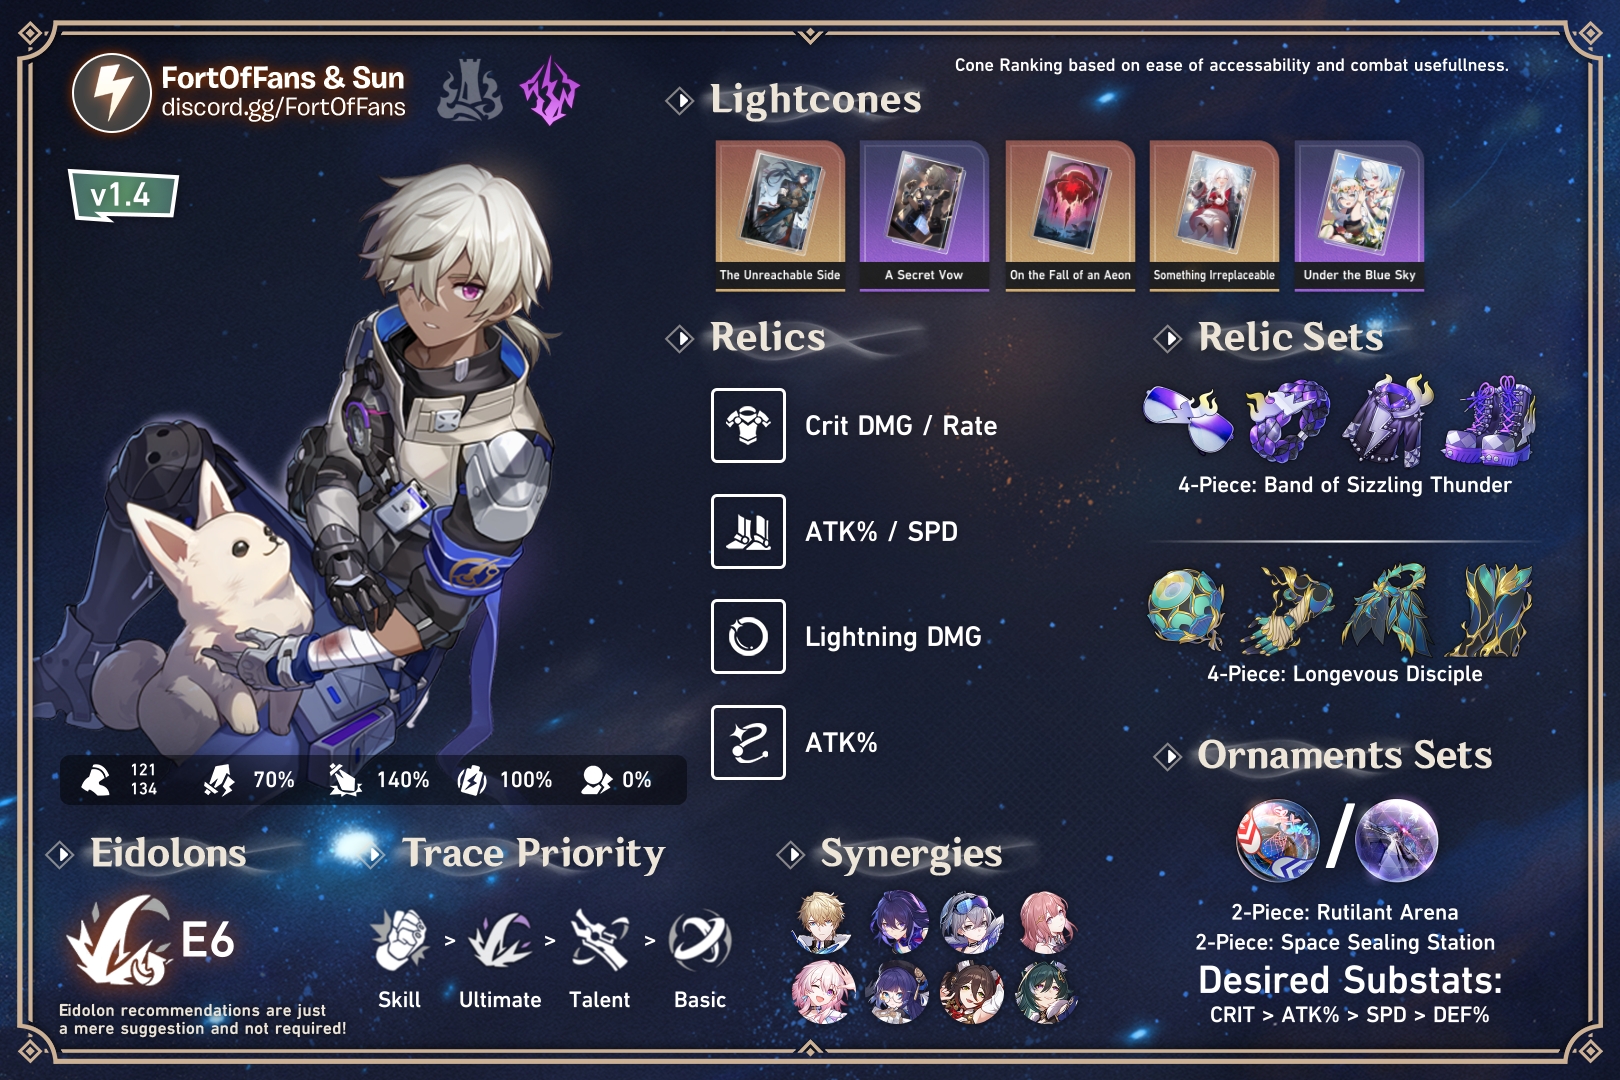 FortOfFans & Sun
discord.gg/FortOfFans
v1.4
Cone Ranking based on ease of accessability and combat usefullness.
Lightcones
The Unreachable Side
A Secret Vow
On the Fall of an Aeon
Something Irreplaceable
Under the Blue Sky
Relics
Crit DMG / Rate
ATK% / SPD
Lightning DMG
ATK%
Relic Sets
4-Piece: Band of Sizzling Thunder
4-Piece: Longevous Disciple
Ornaments Sets
/
2-Piece: Rutilant Arena
2-Piece: Space Sealing Station
Desired Substats:
CRIT > ATK% > SPD > DEF%
121
134
70%
140%
100%
0%
Eidolons
E6
Eidolon recommendations are just
a mere suggestion and not required!
Trace Priority
> > >
Skill Ultimate Talent Basic
Synergies